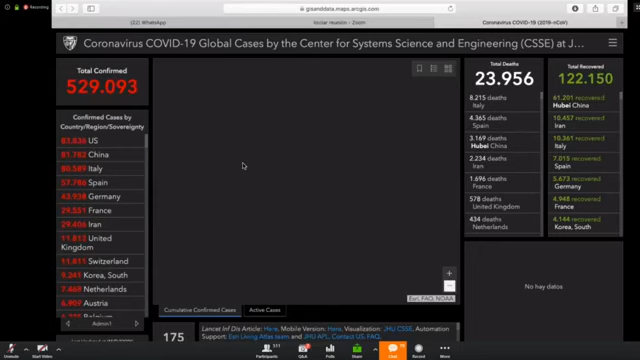 Recording
gisanddata.maps.arcgis.com
(22) WhatsApp
Iniciar reunión - Zoom
Coronavirus COVID-19 (2019-nCoV)
Coronavirus COVID-19 Global Cases by the Center for Systems Science and Engineering (CSSE) at J...
Total Confirmed
529.093
Confirmed Cases by
Country/Region/Sovereignty
83.836 US
81.782 China
80.589 Italy
57.786 Spain
43.938 Germany
29.551 France
29.406 Iran
11.812 United
Kingdom
11.811 Switzerland
9.241 Korea, South
7.468 Netherlands
6.909 Austria
Belgium
Admin1
Cumulative Confirmed Cases
Active Cases
Esri, FAO, NOAA
Total Deaths
23.956
8.215 deaths
Italy
4.365 deaths
Spain
3.169 deaths
Hubei China
2.234 deaths
Iran
1.696 deaths
France
578 deaths
United Kingdom
434 deaths
Netherlands
Total Recovered
122.150
61.201 recovered
Hubei China
10.457 recovered
Iran
10.361 recovered
Italy
7.015 recovered
Spain
5.673 recovered
Germany
4.948 recovered
France
4.144 recovered
Korea, South
No hay datos
175
Lancet Inf Dis Article: Here. Mobile Version: Here. Visualization: JHU CSSE. Automation
Support: Esri Living Atlas team and JHU APL. Contact US. FAQ.
Unmute
Start Video
Participants
511
Q&A
Polls
Share
Chat
Record
More